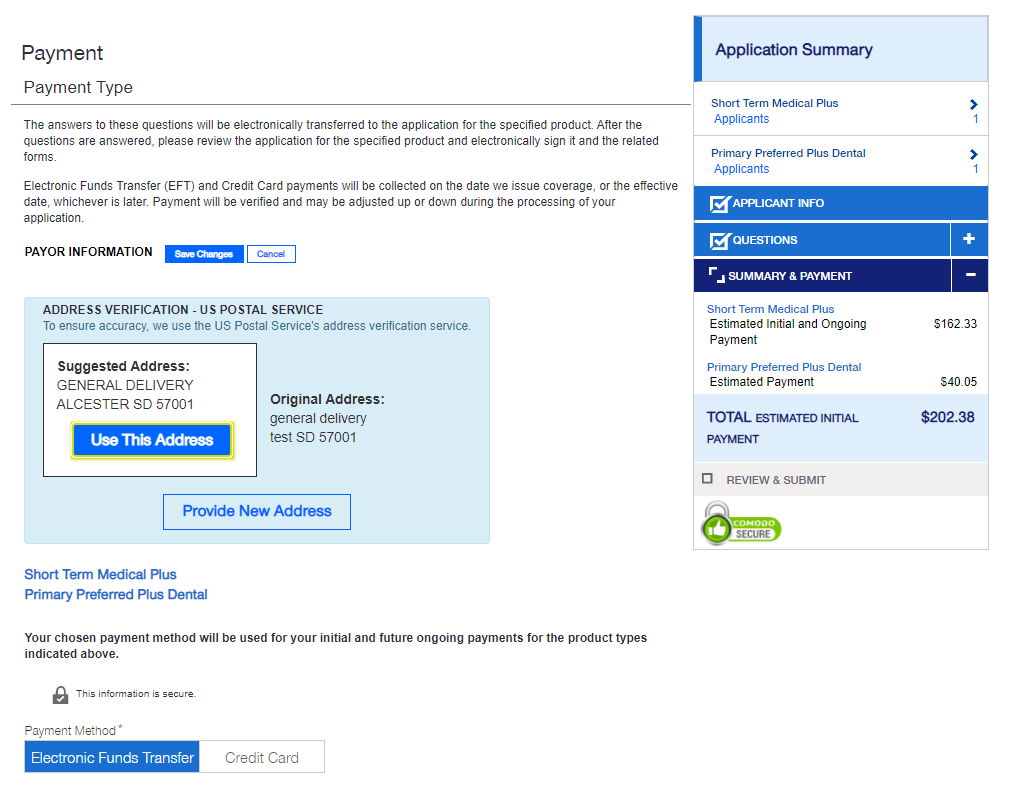 Payment
Payment Type
The answers to these questions will be electronically transferred to the application for the specified product. After the
questions are answered, please review the application for the specified product and electronically sign it and the related
forms.
Electronic Funds Transfer (EFT) and Credit Card payments will be collected on the date we issue coverage, or the effective
date, whichever is later. Payment will be verified and may be adjusted up or down during the processing of your
application.
PAYOR INFORMATION Save Changes Cancel
ADDRESS VERIFICATION - US POSTAL SERVICE
To ensure accuracy, we use the US Postal Service's address verification service.
Suggested Address:
GENERAL DELIVERY
ALCESTER SD 57001
Use This Address
Original Address:
general delivery
test SD 57001
Provide New Address
Short Term Medical Plus
Primary Preferred Plus Dental
Your chosen payment method will be used for your initial and future ongoing payments for the product types
indicated above.
This information is secure.
Payment Method*
Electronic Funds Transfer Credit Card
Application Summary
Short Term Medical Plus
Applicants 1
Primary Preferred Plus Dental
Applicants 1
APPLICANT INFO
QUESTIONS +
SUMMARY & PAYMENT −
Short Term Medical Plus
Estimated Initial and Ongoing $162.33
Payment
Primary Preferred Plus Dental
Estimated Payment $40.05
TOTAL ESTIMATED INITIAL $202.38
PAYMENT
REVIEW & SUBMIT
COMODO
SECURE